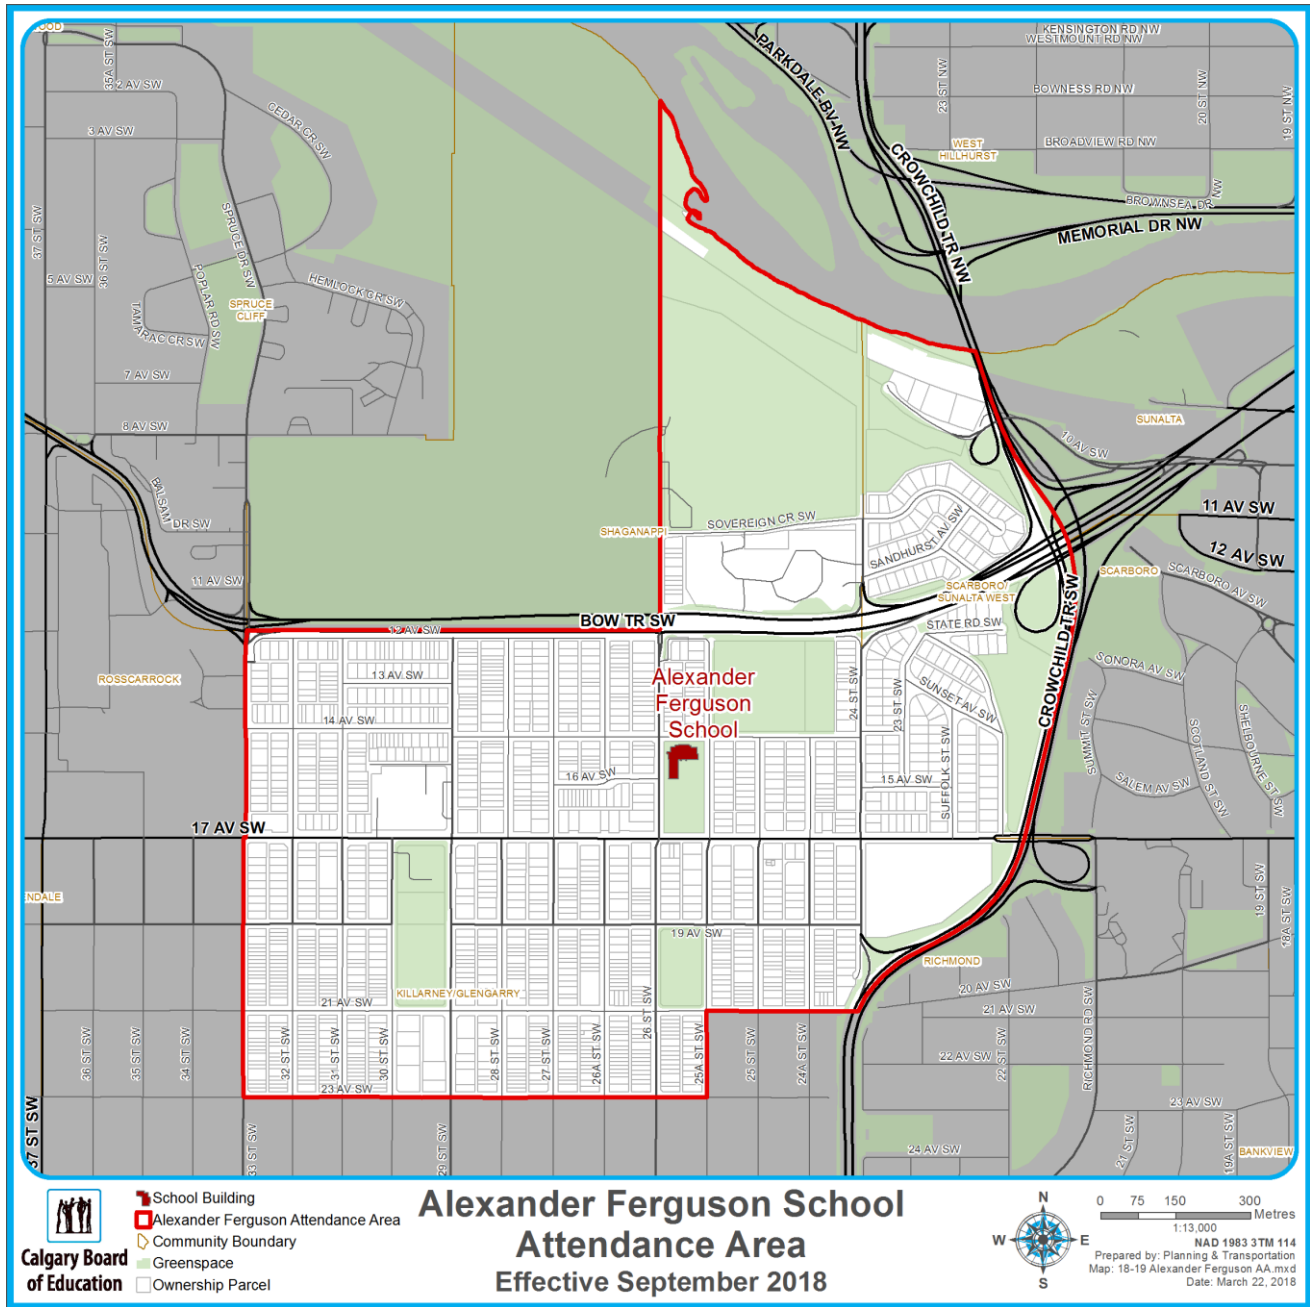 OOD
35A ST SW
2 AV SW
3 AV SW
CEDAR CR SW
37 ST SW
36 ST SW
5 AV SW
SPRUCE DR SW
POPLAR RD SW
SPRUCE
CLIFF
HEMLOCK CR SW
TAMARAC CR SW
7 AV SW
8 AV SW
KENSINGTON RD NW
WESTMOUNT RD NW
PARKDALE BV NW
23 ST NW
BOWNESS RD NW
20 ST NW
19 ST NW
CROWCHILD TR NW
WEST
HILLHURST
BROADVIEW RD NW
BROWNSEA DR NW
MEMORIAL DR NW
SUNALTA
10 AV SW
BALSAM DR SW
11 AV SW
SHAGANAPPI
SOVEREIGN CR SW
SANDHURST AV SW
11 AV SW
12 AV SW
SCARBORO/
SUNALTA WEST
SCARBORO
SCARBORO AV SW
12 AV SW
BOW TR SW
STATE RD SW
CROWCHILD TR SW
ROSSCARROCK
13 AV SW
14 AV SW
Alexander
Ferguson
School
24 ST SW
23 ST SW
SUNSET AV SW
SUFFOLK ST SW
SONORA AV SW
SUMMIT ST SW
SCOTLAND ST SW
SHELBOURNE ST SW
SALEM AV SW
16 AV SW
15 AV SW
17 AV SW
NDALE
19 AV SW
RICHMOND
19 ST SW
18A ST SW
20 AV SW
21 AV SW
KILLARNEY/GLENGARRY
21 AV SW
26 ST SW
36 ST SW
35 ST SW
34 ST SW
32 ST SW
31 ST SW
30 ST SW
28 ST SW
27 ST SW
26A ST SW
25A ST SW
25 ST SW
24A ST SW
22 AV SW
22 ST SW
RICHMOND RD SW
23 AV SW
23 AV SW
37 ST SW
33 ST SW
29 ST SW
24 AV SW
21 ST SW
19A ST SW
BANKVIEW
Calgary Board
of Education
School Building
Alexander Ferguson Attendance Area
Community Boundary
Greenspace
Ownership Parcel
Alexander Ferguson School
Attendance Area
Effective September 2018
N
W
E
S
0 75 150 300
Metres
1:13,000
NAD 1983 3TM 114
Prepared by: Planning & Transportation
Map: 18-19 Alexander Ferguson AA.mxd
Date: March 22, 2018